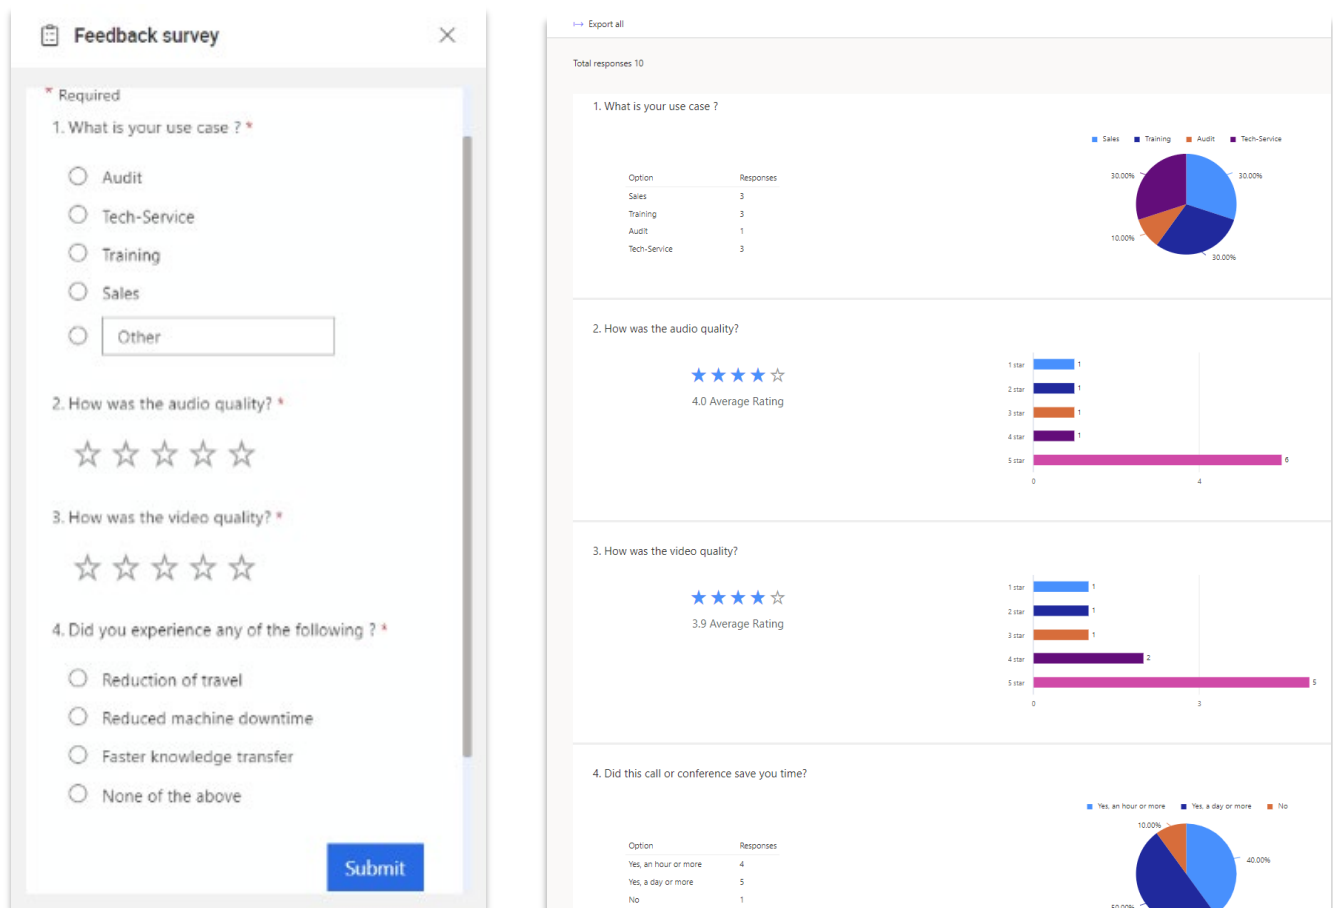 Feedback survey
* Required
1. What is your use case ? *
Audit
Tech-Service
Training
Sales
Other
2. How was the audio quality? *
3. How was the video quality? *
4. Did you experience any of the following ? *
Reduction of travel
Reduced machine downtime
Faster knowledge transfer
None of the above
Submit
Export all
Total responses 10
1. What is your use case ?
Sales Training Audit Tech-Service
Option Responses
Sales 3
Training 3
Audit 1
Tech-Service 3
30.00% 30.00%
10.00%
30.00%
2. How was the audio quality?
4.0 Average Rating
1 star 1
2 star 1
3 star 1
4 star 1
5 star 6
0 4
3. How was the video quality?
3.9 Average Rating
1 star 1
2 star 1
3 star 1
4 star 2
5 star 5
0 3
4. Did this call or conference save you time?
Yes, an hour or more Yes, a day or more No
Option Responses
Yes, an hour or more 4
Yes, a day or more 5
No 1
10.00%
40.00%
50.00%